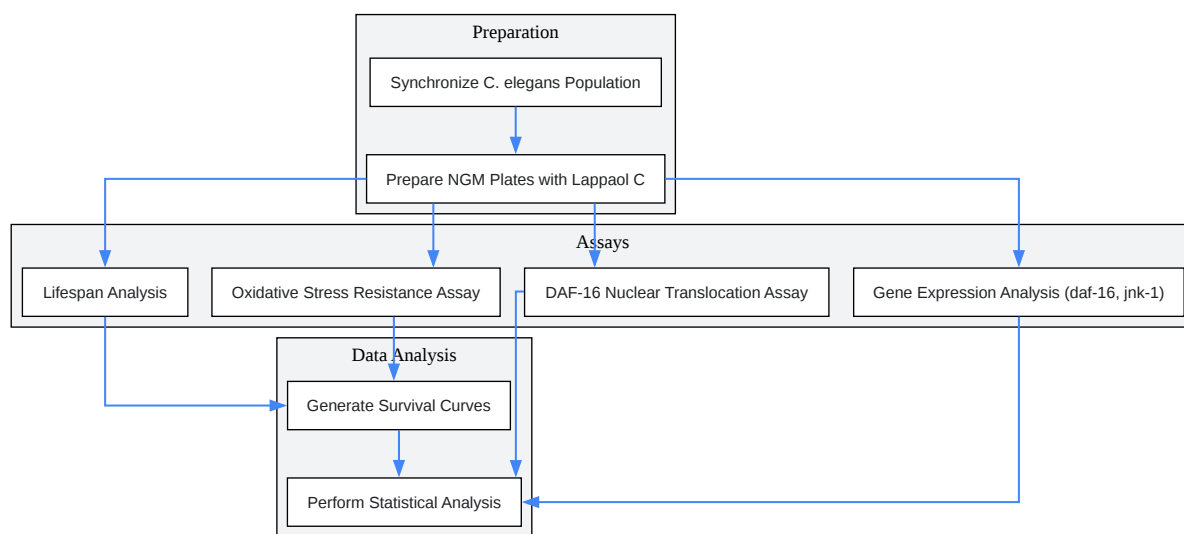 Preparation
Synchronize C. elegans Population
Prepare NGM Plates with Lappaol C
Assays
Lifespan Analysis
Oxidative Stress Resistance Assay
DAF-16 Nuclear Translocation Assay
Gene Expression Analysis (daf-16, jnk-1)
Data Analysis
Generate Survival Curves
Perform Statistical Analysis